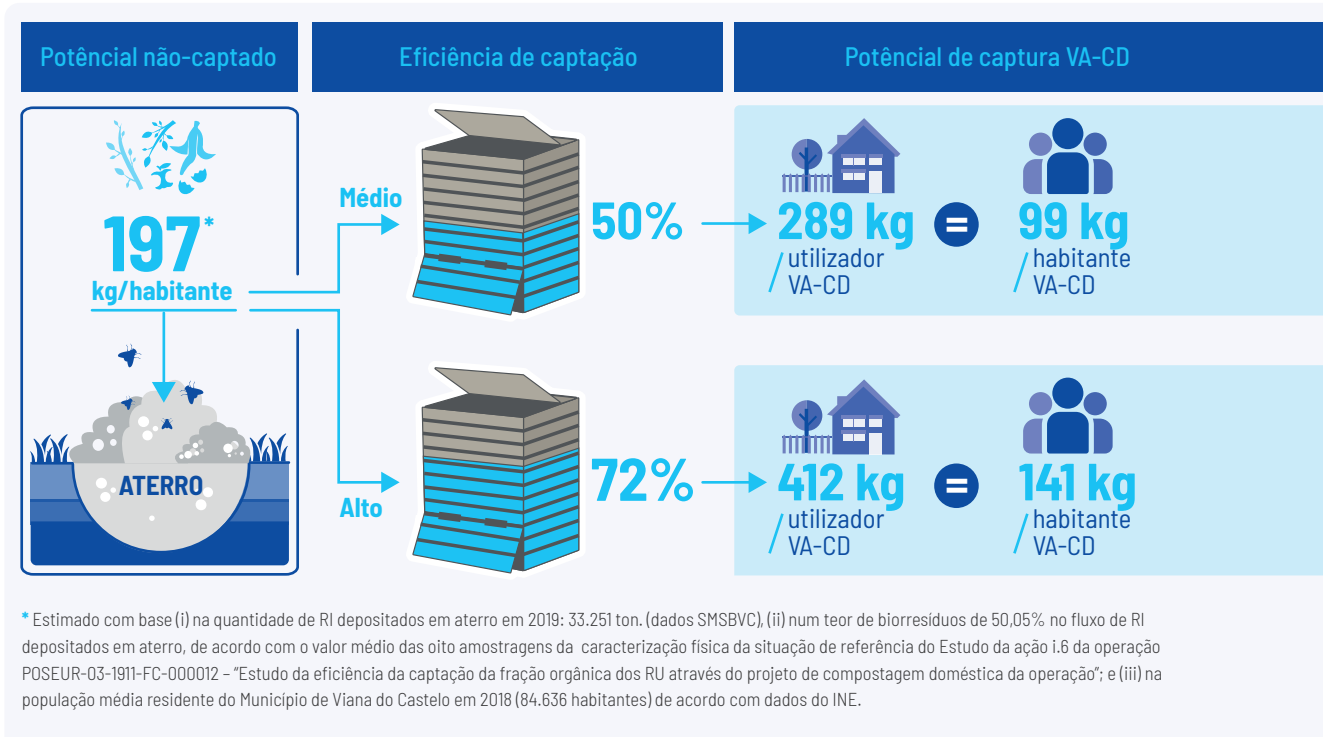 Potêncial não-captado
Eficiência de captação
Potêncial de captura VA-CD
197*
kg/habitante
ATERRO
Médio
50%
289 kg
/ utilizador
VA-CD
=
99 kg
/ habitante
VA-CD
Alto
72%
412 kg
/ utilizador
VA-CD
=
141 kg
/ habitante
VA-CD
* Estimado com base (i) na quantidade de RI depositados em aterro em 2019: 33.251 ton. (dados SMSBVC), (ii) num teor de biorresíduos de 50,05% no fluxo de RI
depositados em aterro, de acordo com o valor médio das oito amostragens da caracterização física da situação de referência do Estudo da ação i.6 da operação
POSEUR-03-1911-FC-000012 – “Estudo da eficiência da captação da fração orgânica dos RU através do projeto de compostagem doméstica da operação”; e (iii) na
população média residente do Município de Viana do Castelo em 2018 (84.636 habitantes) de acordo com dados do INE.